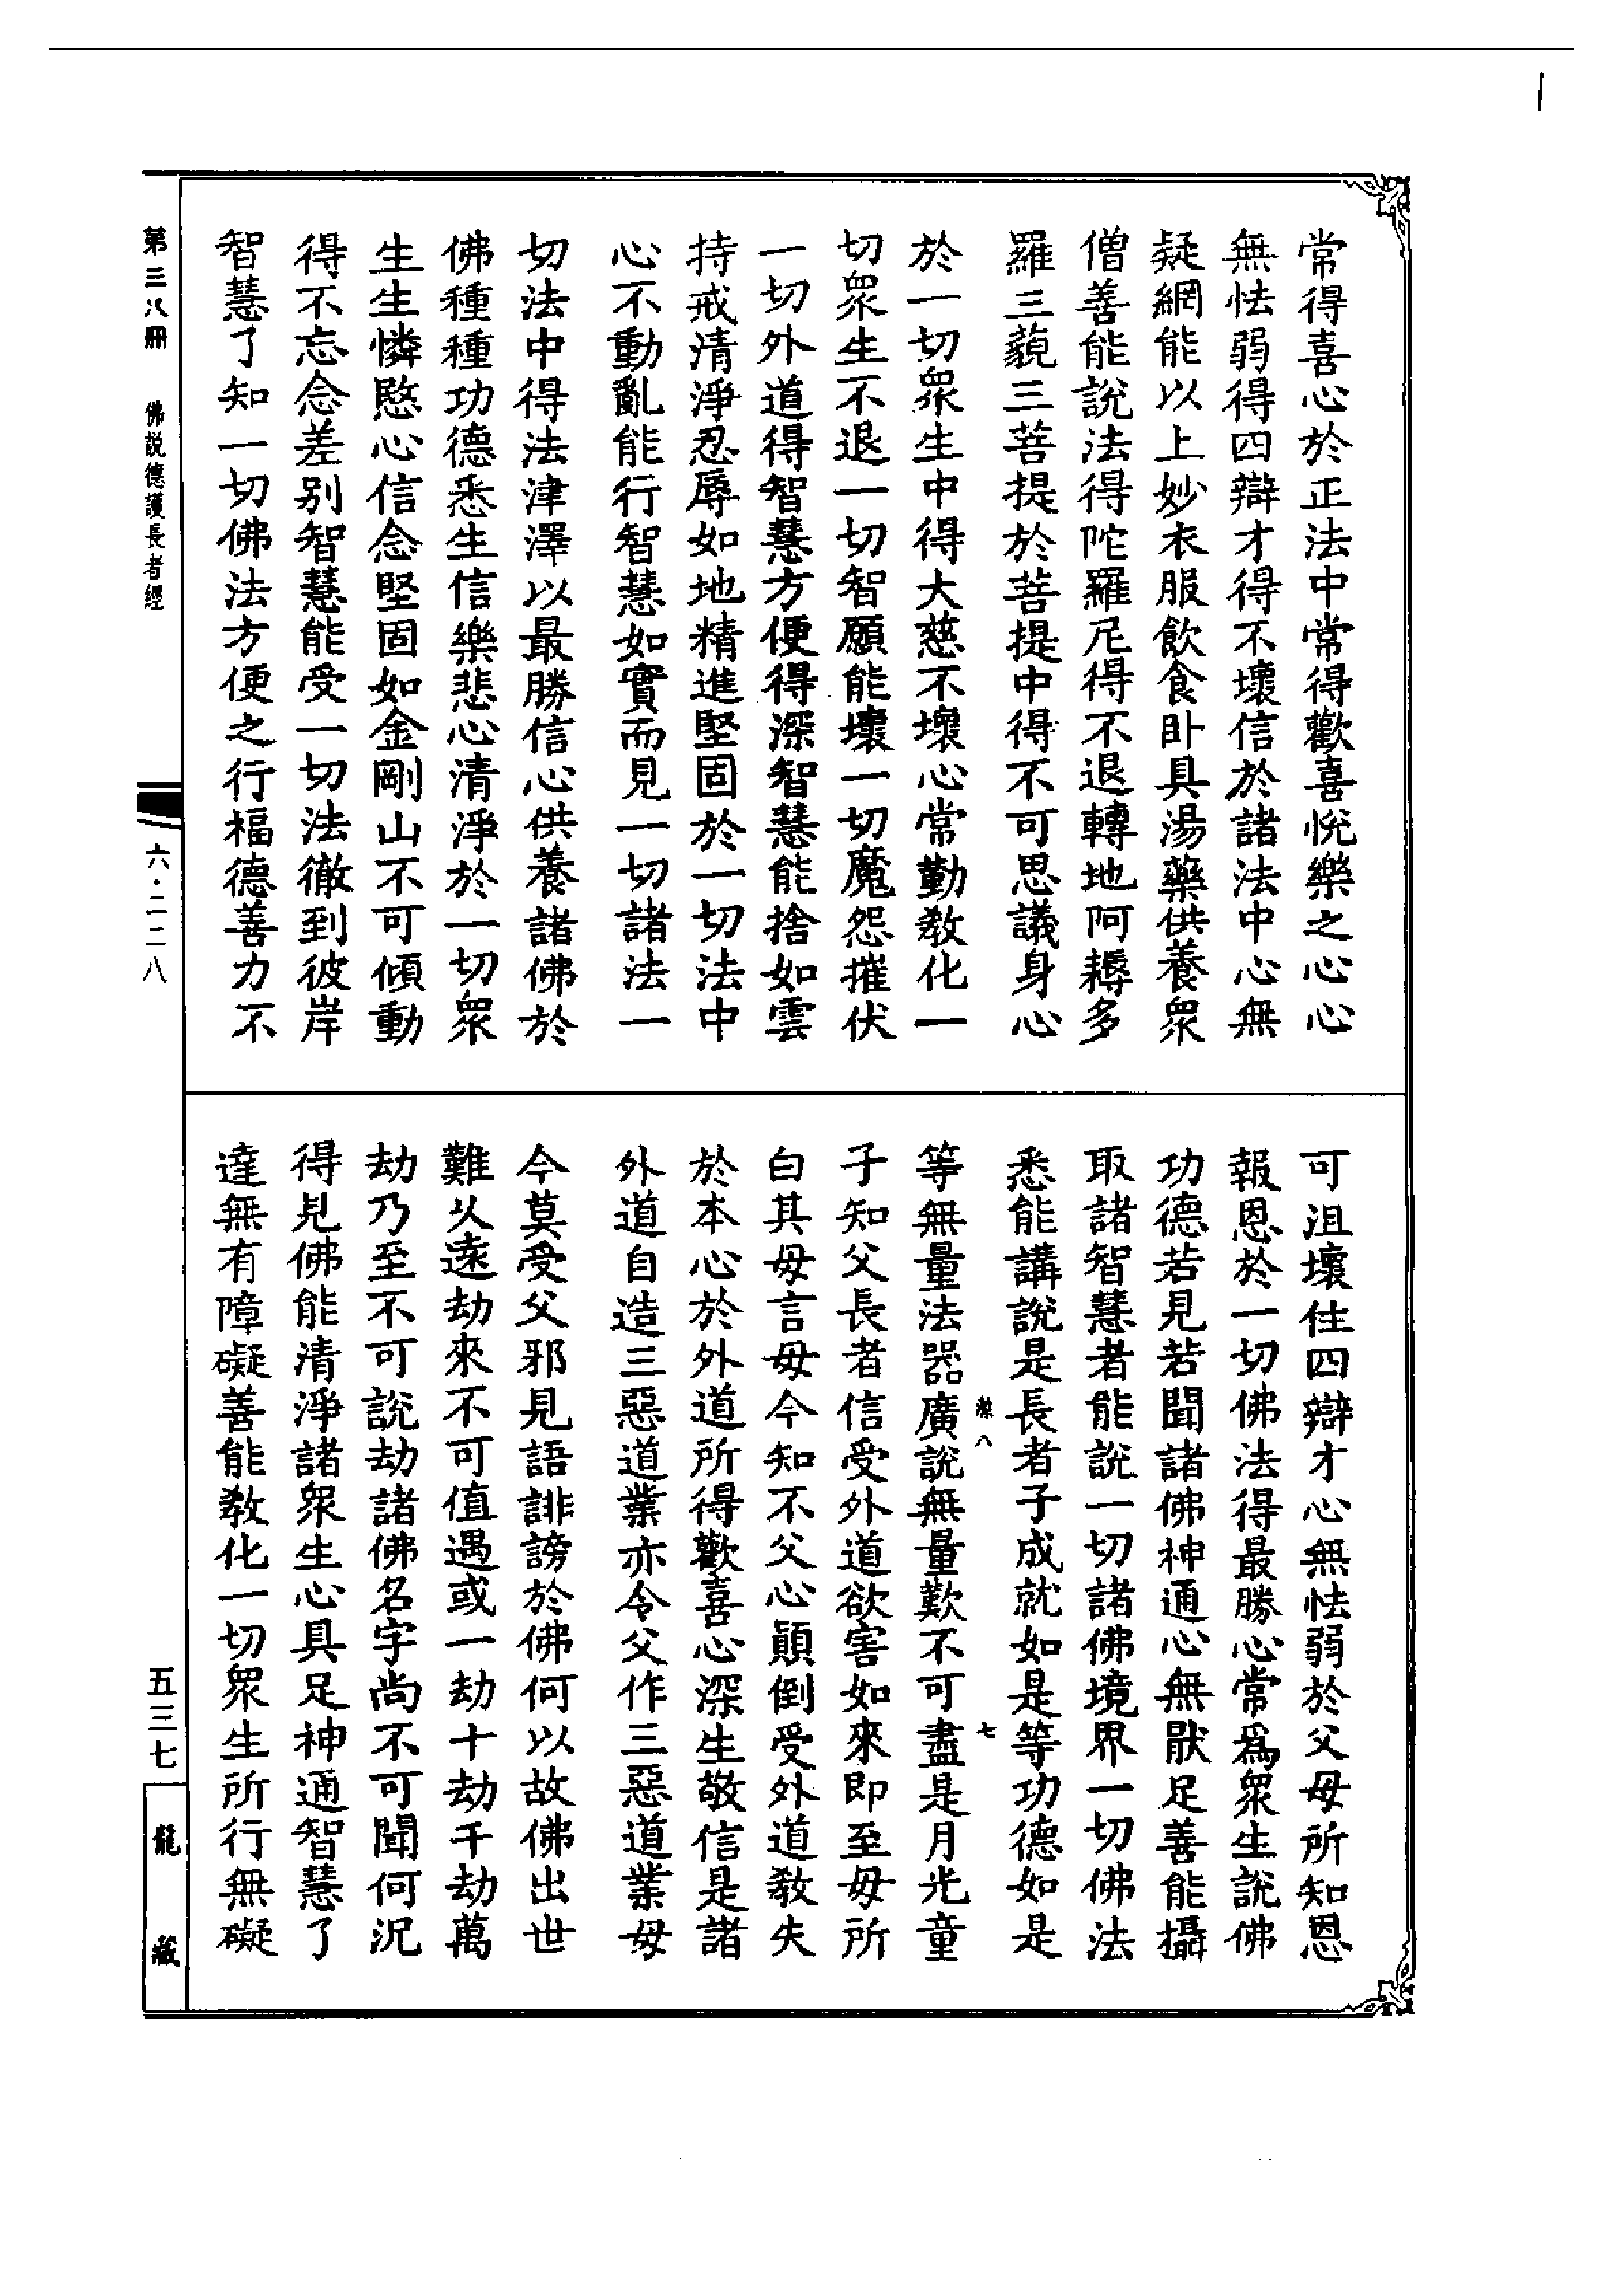 常得喜心於正法中常得歡喜悅樂之心心
無怯弱得四辯才得不壞信於諸法中心無
疑網能以上妙衣服飲食卧具湯藥供養衆
僧善能說法得陀羅尼得不退轉地阿耨多
羅三藐三菩提於菩提中得不可思議身心
於一切衆生中得大慈不壞心常勤教化一
切衆生不退一切智願能壞一切魔怨摧伏
一切外道得智慧方便得深智慧能捨如雲
持戒清淨忍辱如地精進堅固於一切法中
心不動亂能行智慧如實而見一切諸法一
切法中得法津澤以最勝信心供養諸佛於
佛種種功德悉生信樂悲心清淨於一切衆
生生憐愍心信念堅固如金剛山不可傾動
得不忘念差别智慧能受一切法徹到彼岸
智慧了知一切佛法方便之行福德善力不
可沮壞住四辯才心無怯弱於父母所知恩
報恩於一切佛法得最勝心常爲衆生說佛
功德若見若聞諸佛神通心無厭足善能攝
取諸智慧者能說一切諸佛境界一切佛法
悉能講說是長者子成就如是等功德如是
八 七
等無量法器廣說無量歎不可盡是月光童
子知父長者信受外道欲害如來即至母所
白其母言母今知不父心顛倒受外道教失
於本心於外道所得歡喜心深生敬信是諸
外道自造三惡道業亦令父作三惡道業母
今莫受父邪見語誹謗於佛何以故佛出世
難乆遠劫來不可值遇或一劫十劫千劫萬
劫乃至不可說劫諸佛名字尚不可聞何況
得見佛能清淨諸衆生心具足神通智慧了
達無有障礙善能教化一切衆生所行無礙
第三八冊 佛説德護長者經
六·二二八
五三七
龍藏